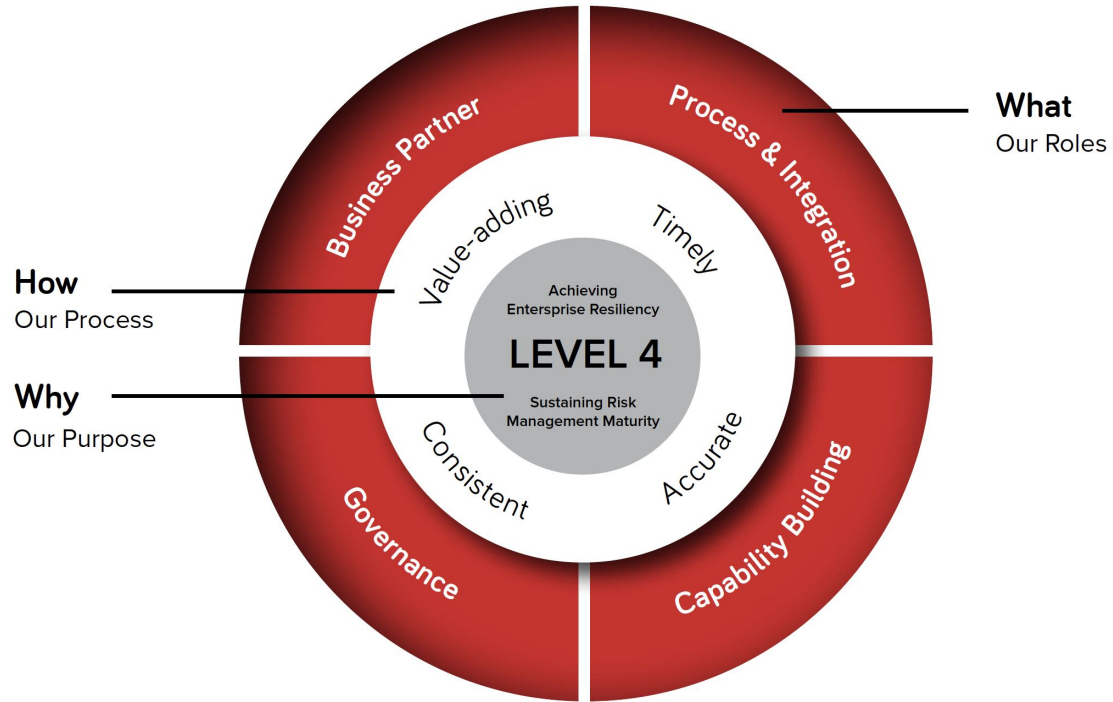 Business Partner
Process & Integration
What
Our Roles
Value-adding
Timely
How
Our Process
Achieving
Entersprise Resiliency
LEVEL 4
Sustaining Risk
Management Maturity
Why
Our Purpose
Consistent
Accurate
Governance
Capability Building